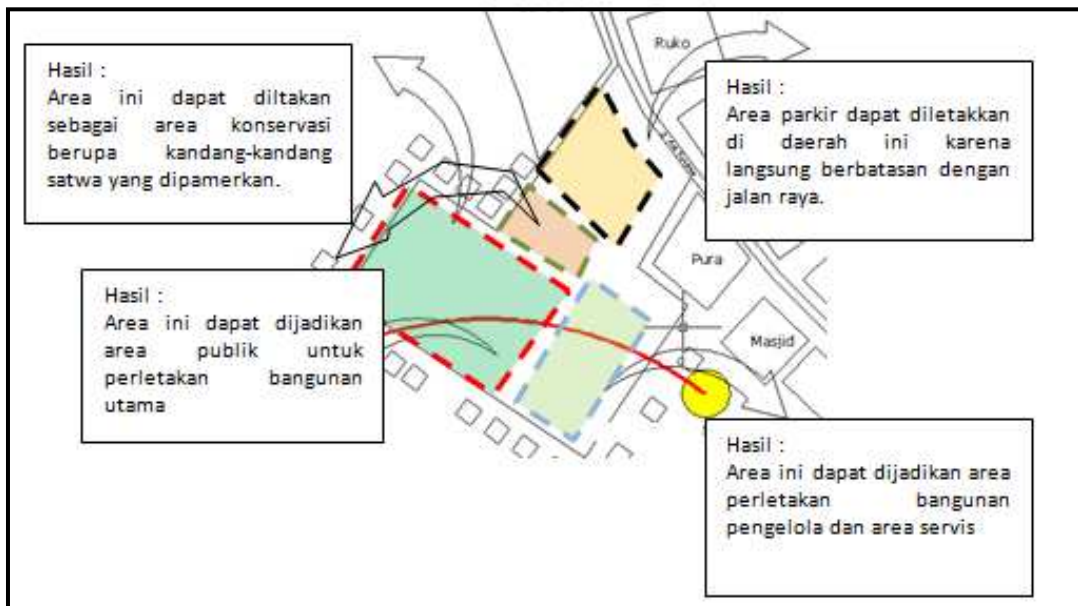 Hasil :
Area ini dapat diltakan
sebagai area konservasi
berupa kandang-kandang
satwa yang dipamerkan.
Ruko
Hasil :
Area parkir dapat diletakkan
di daerah ini karena
langsung berbatasan dengan
jalan raya.
Pura
Masjid
Hasil :
Area ini dapat dijadikan
area publik untuk
perletakan bangunan
utama
Hasil :
Area ini dapat dijadikan area
perletakan bangunan
pengelola dan area servis